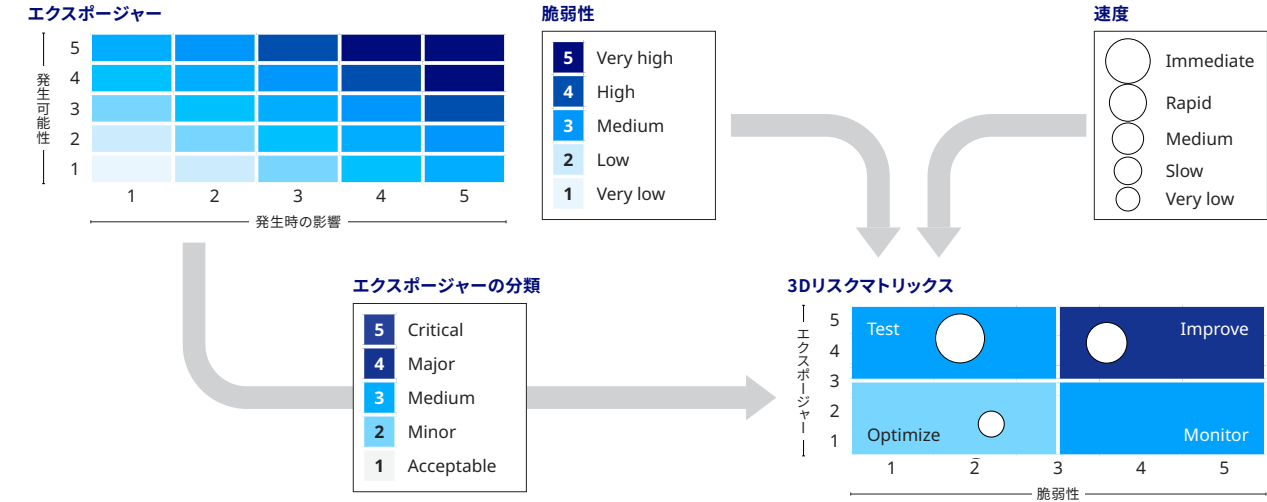 エクスポージャー
発生可能性
5
4
3
2
1
1 2 3 4 5
発生時の影響
脆弱性
5 Very high
4 High
3 Medium
2 Low
1 Very low
速度
Immediate
Rapid
Medium
Slow
Very low
エクスポージャーの分類
5 Critical
4 Major
3 Medium
2 Minor
1 Acceptable
3Dリスクマトリックス
エクスポージャー
5
4
3
2
1
Test
Improve
Optimize
Monitor
1 2 3 4 5
脆弱性